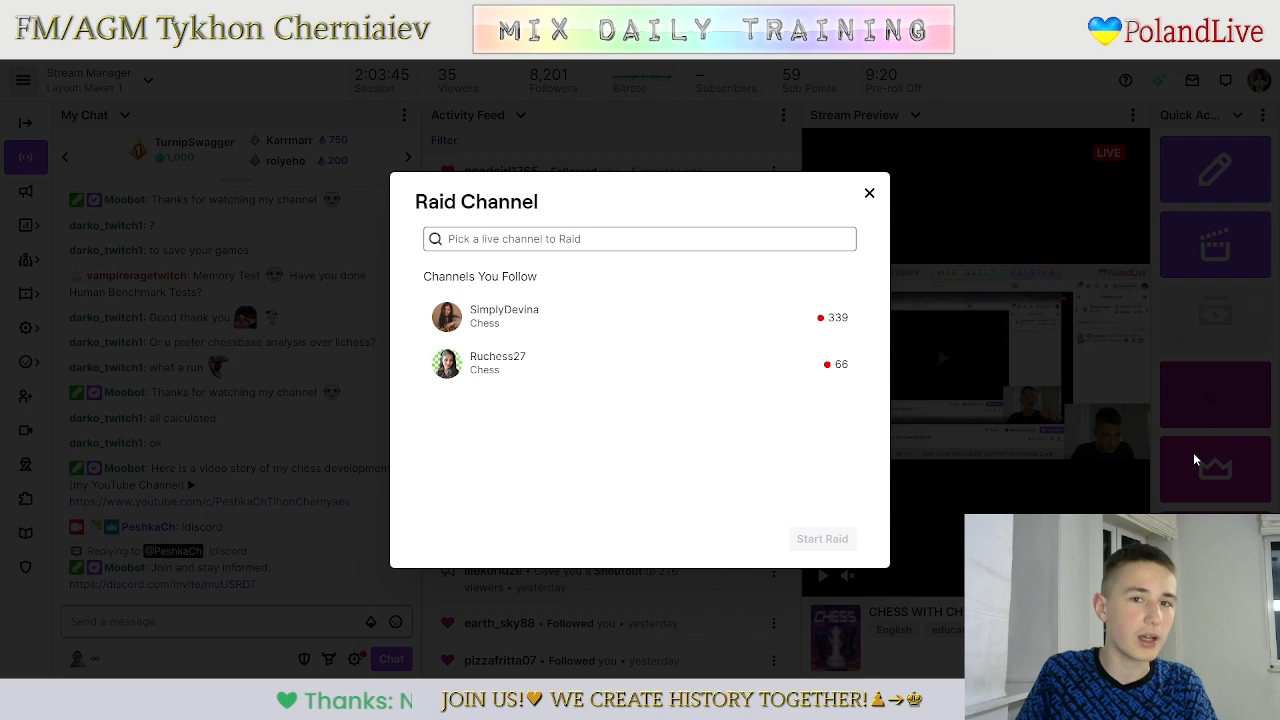 FM/AGM Tykhon Cherniaiev
MIX DAILY TRAINING
PolandLive
Stream Manager
Layout: Макет 1
2:03:45
Session
35
Viewers
8,201
Followers
Bitrate
–
Subscribers
59
Sub Points
9:20
Pre-roll Off
My Chat
TurnipSwagger
1,000
Karrmarr 750
roiyeho 200
Moobot: Thanks for watching my channel
darko_twitch1: ?
darko_twitch1: to save your games
vampireragetwitch: Memory Test Have you done
Human Benchmark Tests?
darko_twitch1: Good thank you
darko_twitch1: Or u prefer chessbase analysis over lichess?
darko_twitch1: what a run
Moobot: Thanks for watching my channel
darko_twitch1: all calculated
darko_twitch1: ok
Moobot: Here is a video story of my chess development
(my YouTube Channel) ▶
https://www.youtube.com/c/PeshkaChTihonChernyaev
PeshkaCh: !discord
Replying to @PeshkaCh: !discord
Moobot: Join and stay informed:
https://discord.com/invite/muUSRDT
Send a message
∞
Chat
Activity Feed
Filter
Raid Channel
Pick a live channel to Raid
Channels You Follow
SimplyDevina
Chess
339
Ruchess27
Chess
66
Start Raid
viewers • yesterday
earth_sky88 • Followed you • yesterday
pizzafritta07 • Followed you • yesterday
Stream Preview
LIVE
CHESS WITH CH
English
educa
CHESS
Quick Ac...
Thanks: N
JOIN US! WE CREATE HISTORY TOGETHER!